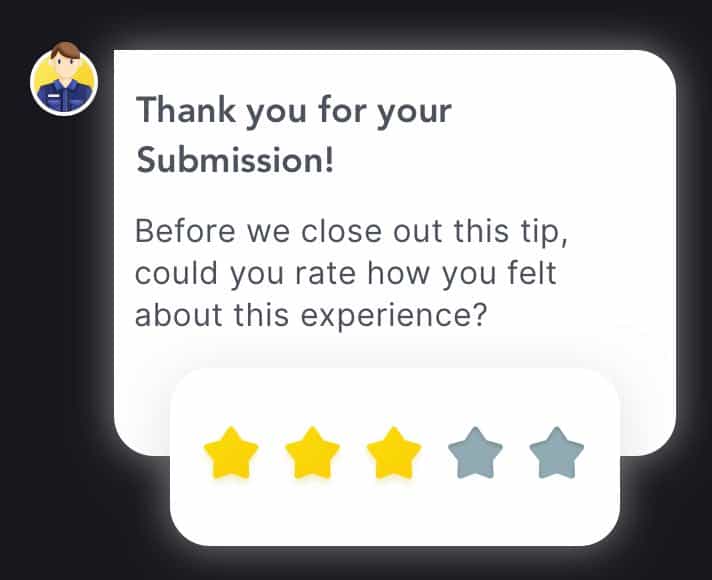 Thank you for your
Submission!
Before we close out this tip,
could you rate how you felt
about this experience?